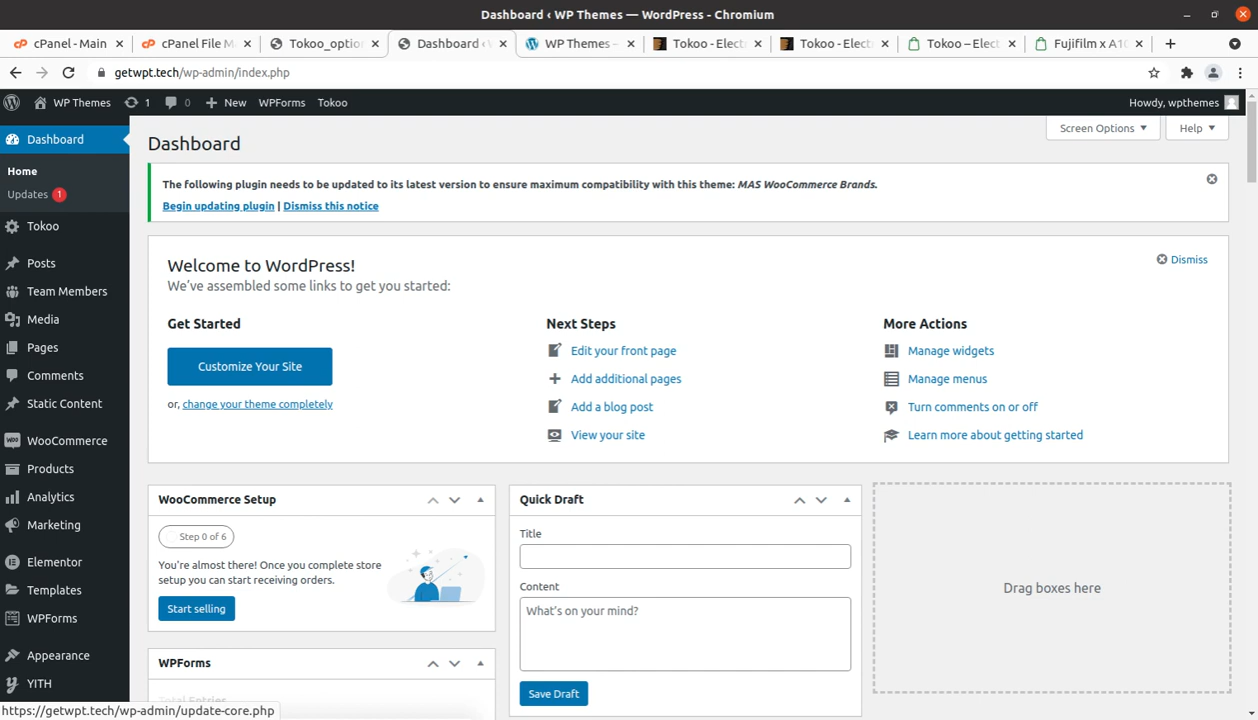 Dashboard ‹ WP Themes — WordPress - Chromium
cPanel - Main
cPanel File M
Tokoo_optio
Dashboard ‹ W
WP Themes –
Tokoo - Elect
Tokoo - Elect
Tokoo – Elect
Fujifilm x A10
getwpt.tech/wp-admin/index.php
WP Themes
1
0
New
WPForms
Tokoo
Howdy, wpthemes
Dashboard
Home
Updates 1
Tokoo
Posts
Team Members
Media
Pages
Comments
Static Content
WooCommerce
Products
Analytics
Marketing
Elementor
Templates
WPForms
Appearance
YITH
Dashboard
Screen Options
Help
The following plugin needs to be updated to its latest version to ensure maximum compatibility with this theme: MAS WooCommerce Brands.
Begin updating plugin | Dismiss this notice
Welcome to WordPress!
Dismiss
We've assembled some links to get you started:
Get Started
Customize Your Site
or, change your theme completely
Next Steps
Edit your front page
Add additional pages
Add a blog post
View your site
More Actions
Manage widgets
Manage menus
Turn comments on or off
Learn more about getting started
WooCommerce Setup
Step 0 of 6
You're almost there! Once you complete store
setup you can start receiving orders.
Start selling
WPForms
Total Entries
Quick Draft
Title
Content
What's on your mind?
Save Draft
Drag boxes here
https://getwpt.tech/wp-admin/update-core.php